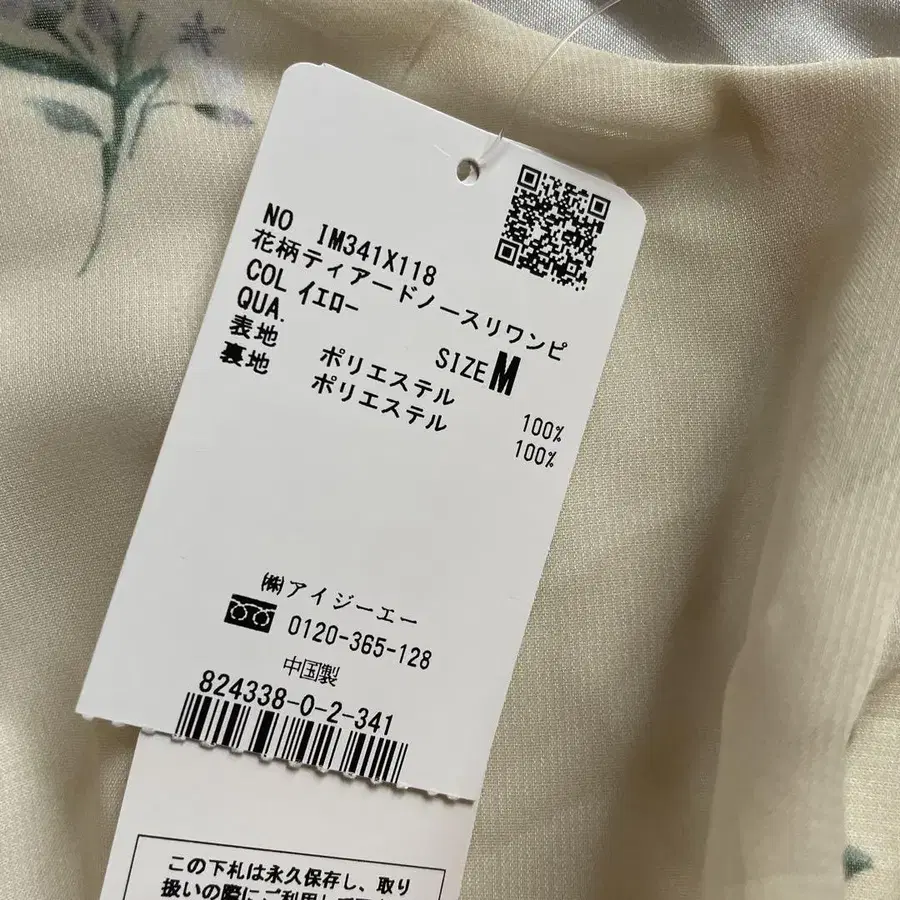 NO IM341X118
花柄ティアードノースリワンピ
COL イエロー SIZE M
QUA.
表地 ポリエステル 100%
裏地 ポリエステル 100%
㈱アイジーエー
0120-365-128
中国製
824338-0-2-341
この下札は永久保存し、取り
扱いの際にご利用して下